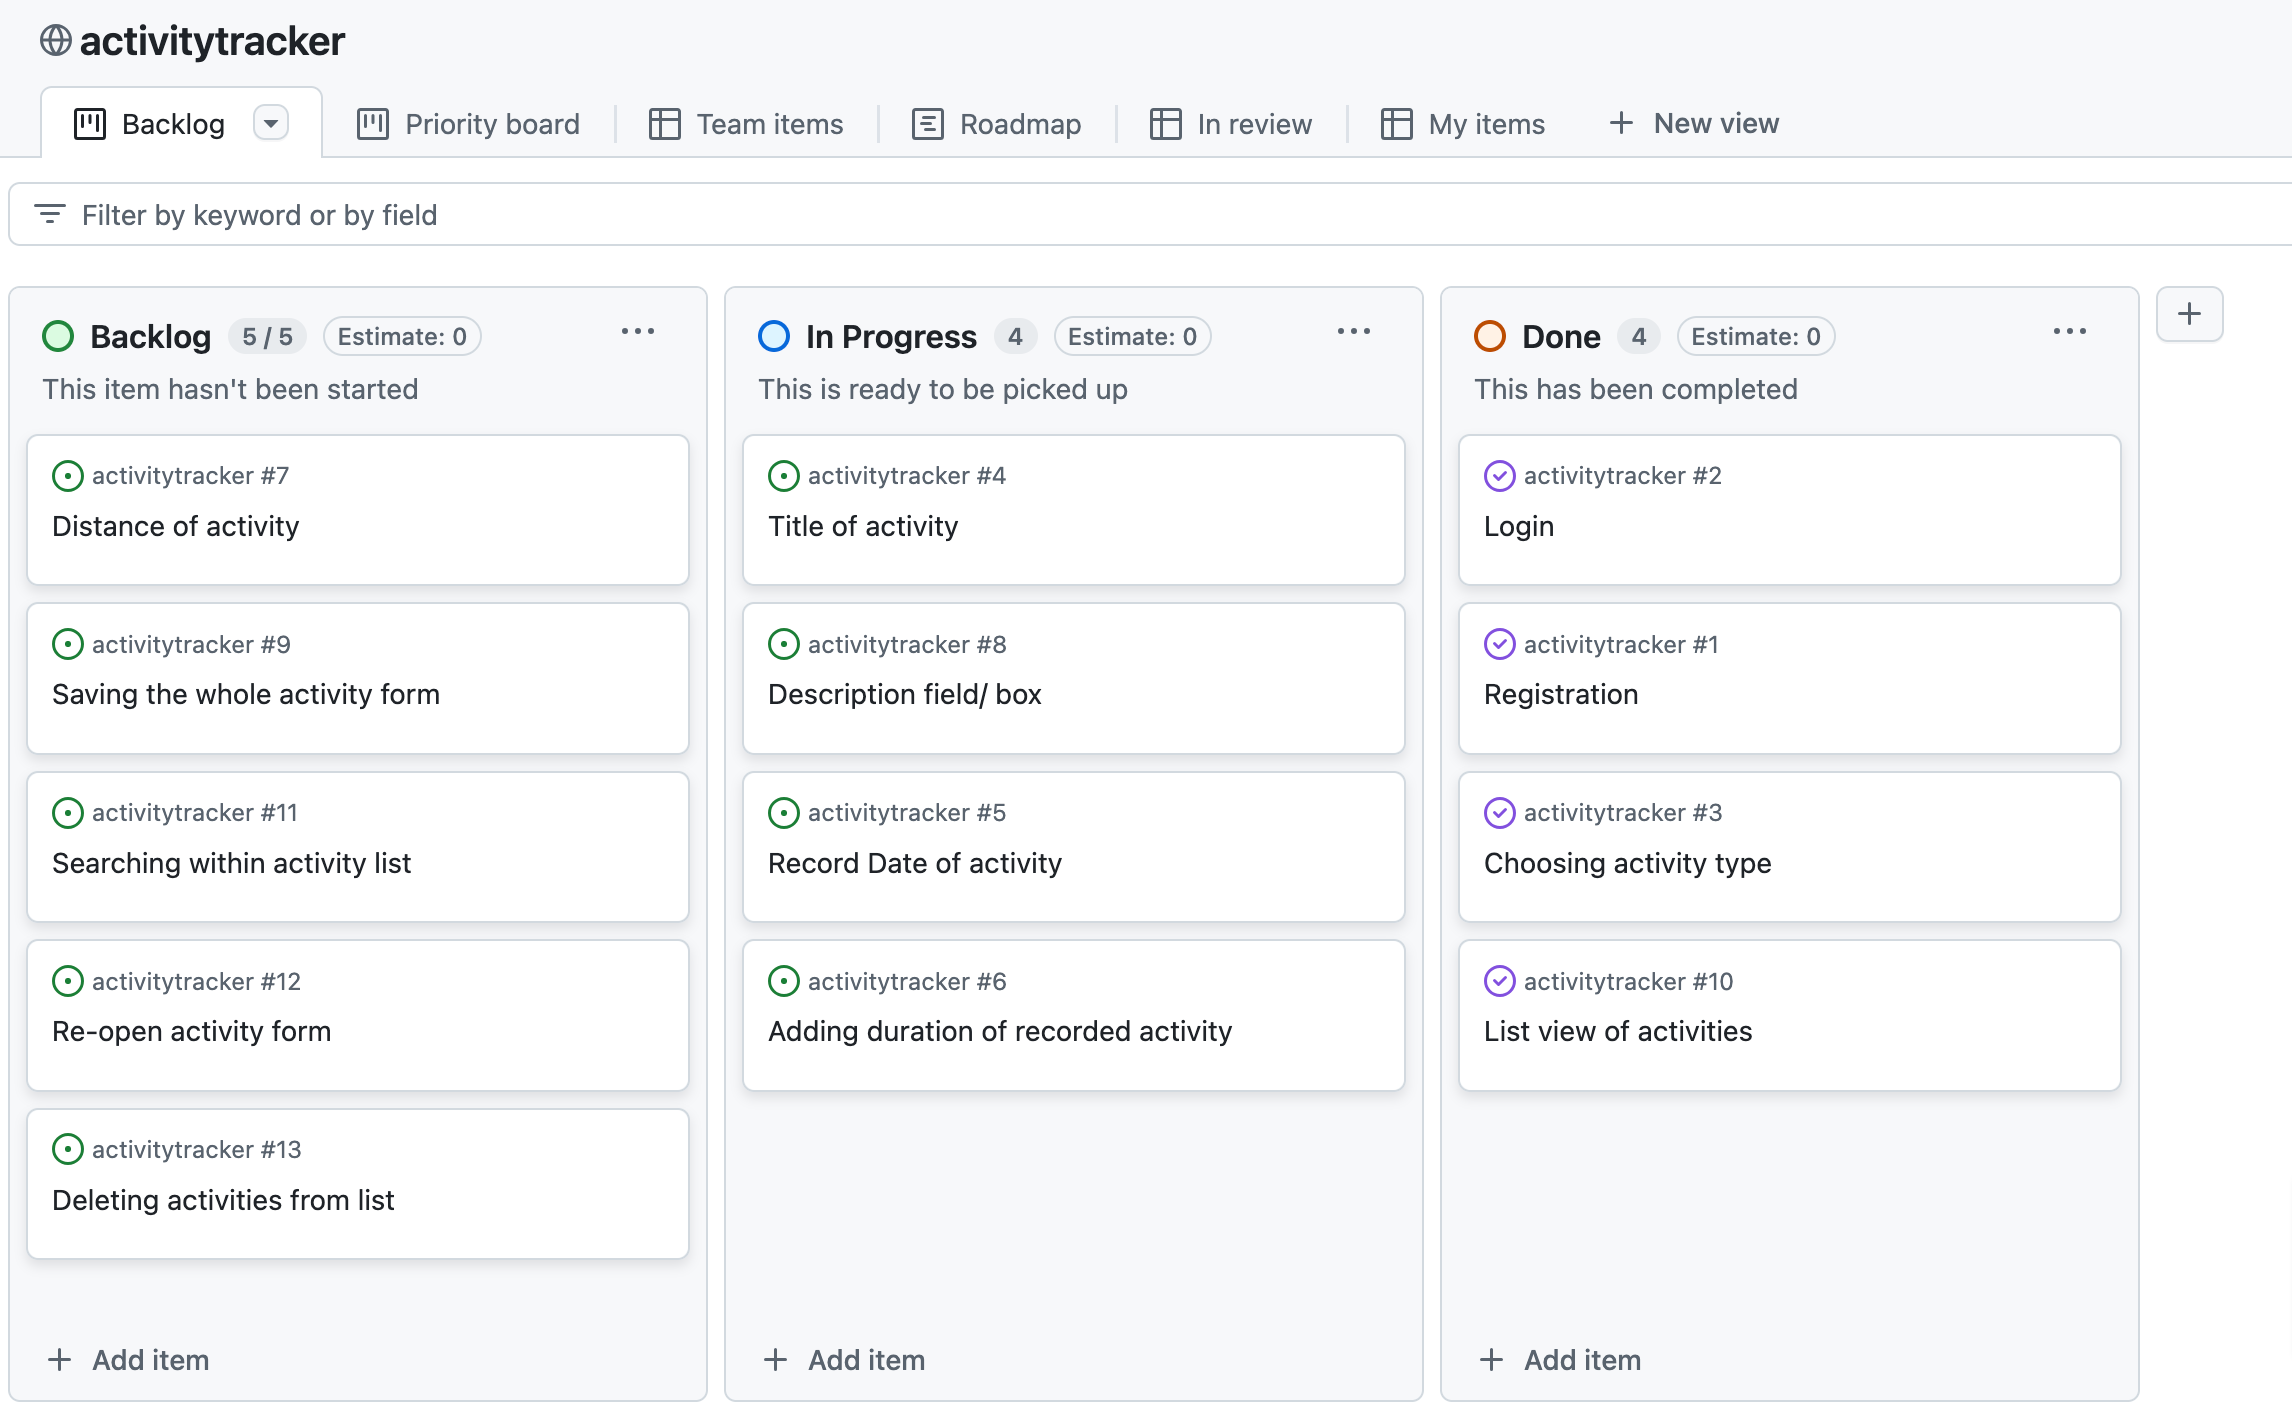 activitytracker
Backlog
Priority board
Team items
Roadmap
In review
My items
New view
Filter by keyword or by field
Backlog 5 / 5 Estimate: 0
This item hasn't been started
activitytracker #7
Distance of activity
activitytracker #9
Saving the whole activity form
activitytracker #11
Searching within activity list
activitytracker #12
Re-open activity form
activitytracker #13
Deleting activities from list
Add item
In Progress 4 Estimate: 0
This is ready to be picked up
activitytracker #4
Title of activity
activitytracker #8
Description field/ box
activitytracker #5
Record Date of activity
activitytracker #6
Adding duration of recorded activity
Add item
Done 4 Estimate: 0
This has been completed
activitytracker #2
Login
activitytracker #1
Registration
activitytracker #3
Choosing activity type
activitytracker #10
List view of activities
Add item